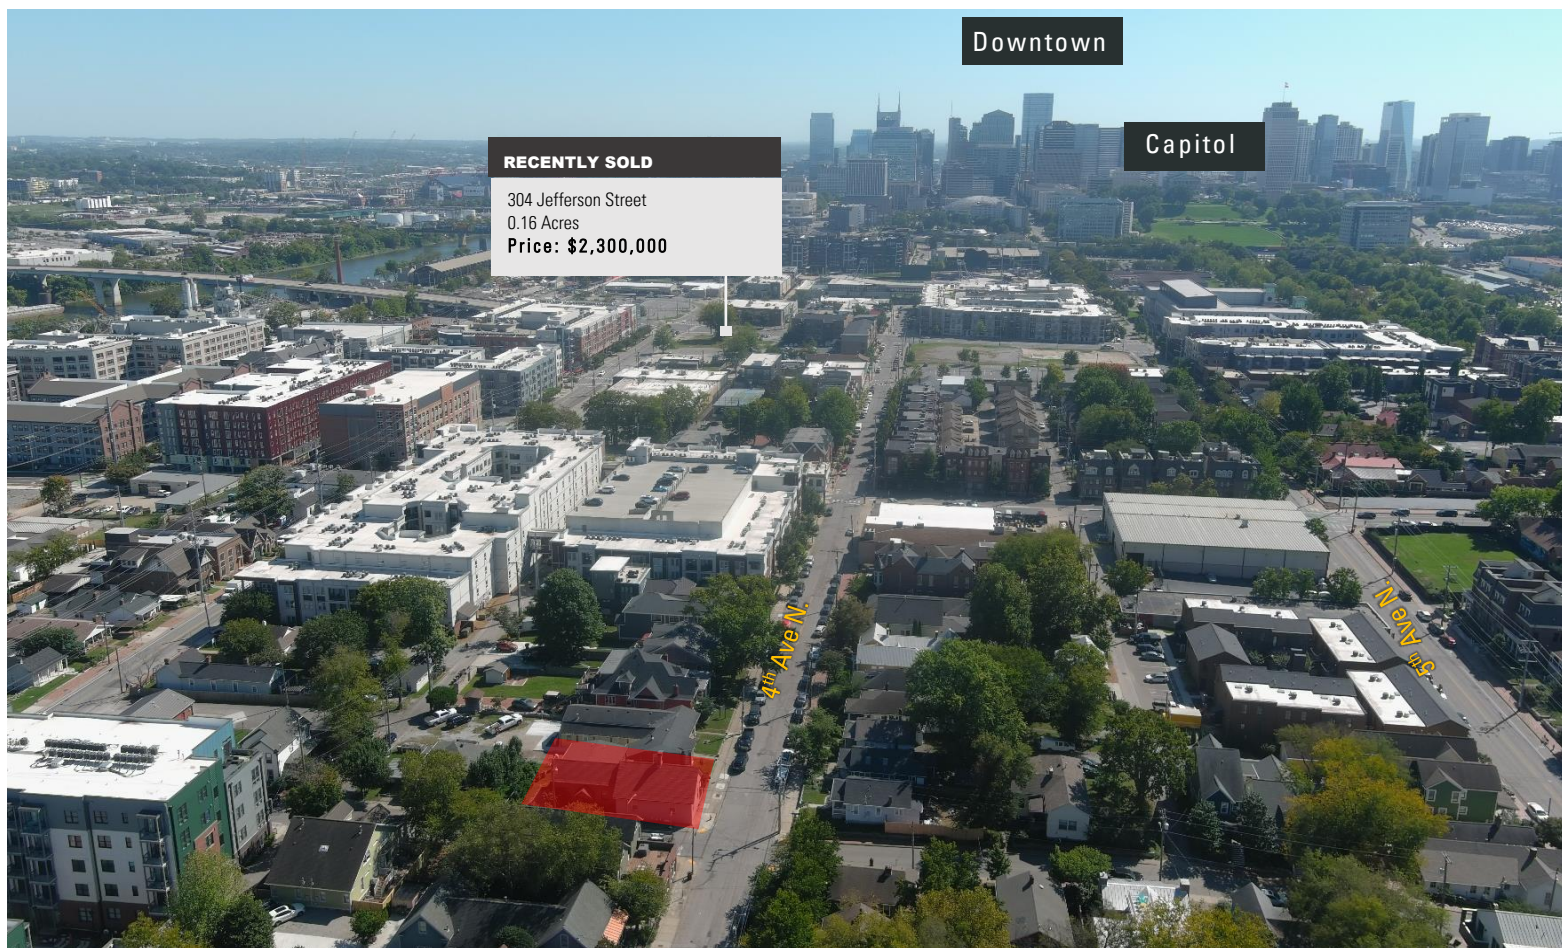 Downtown
Capitol
RECENTLY SOLD
304 Jefferson Street
0.16 Acres
Price: $2,300,000
4th Ave N.
5th Ave N.